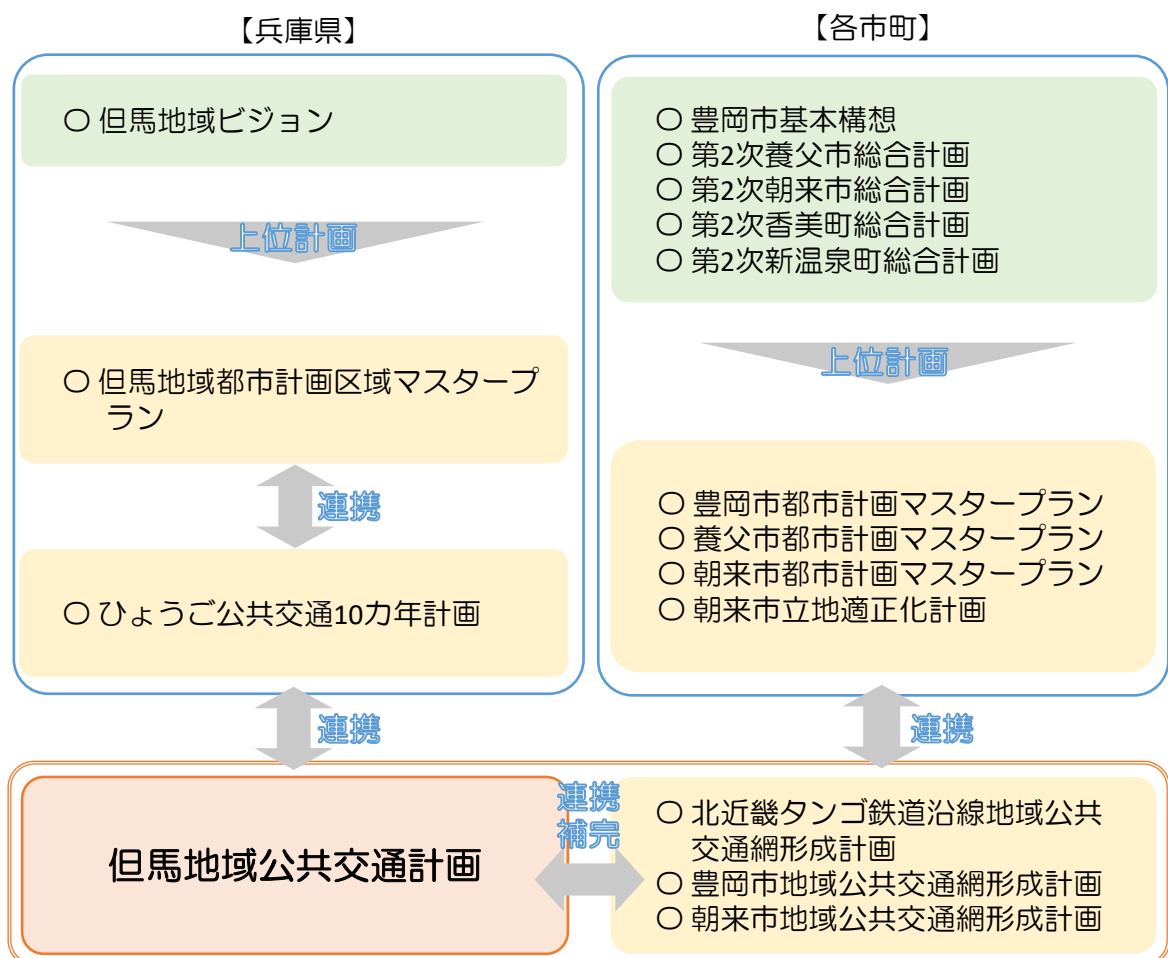 【兵庫県】
〇 但馬地域ビジョン
上位計画
〇 但馬地域都市計画区域マスタープ
ラン
連携
〇 ひょうご公共交通10カ年計画
連携
【各市町】
〇 豊岡市基本構想
〇 第2次養父市総合計画
〇 第2次朝来市総合計画
〇 第2次香美町総合計画
〇 第2次新温泉町総合計画
上位計画
〇 豊岡市都市計画マスタープラン
〇 養父市都市計画マスタープラン
〇 朝来市都市計画マスタープラン
〇 朝来市立地適正化計画
連携
但馬地域公共交通計画
連携
補完
〇 北近畿タンゴ鉄道沿線地域公共
交通網形成計画
〇 豊岡市地域公共交通網形成計画
〇 朝来市地域公共交通網形成計画